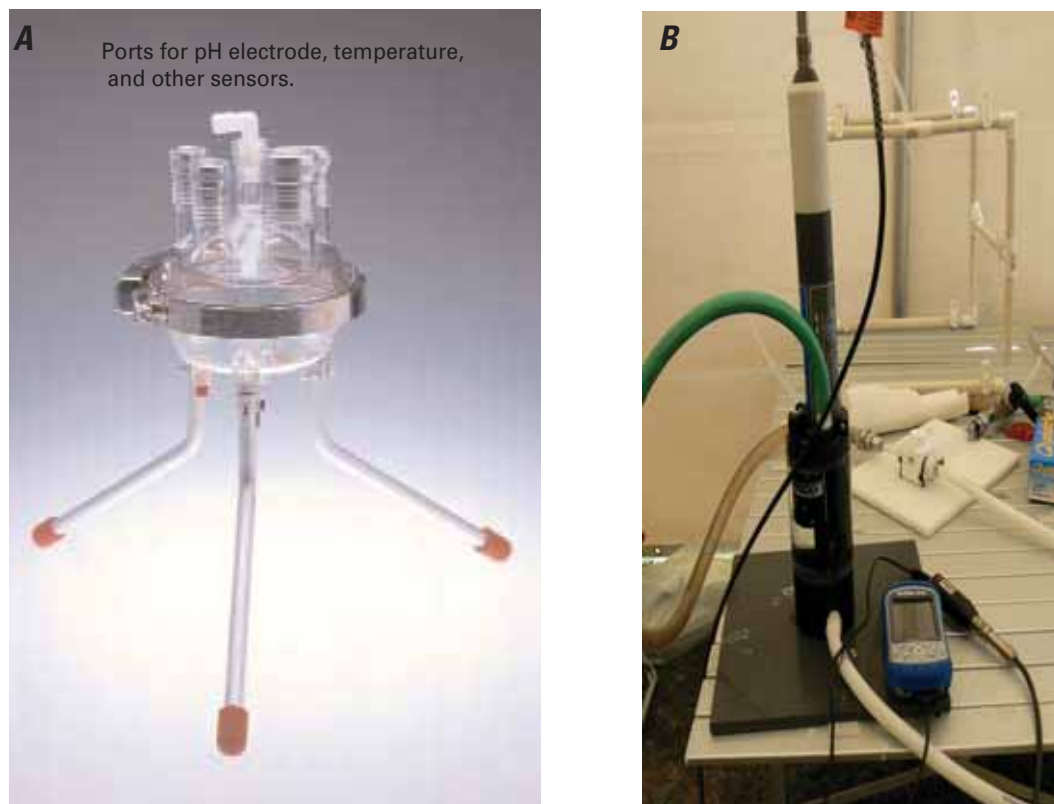 A
Ports for pH electrode, temperature,
and other sensors.
B